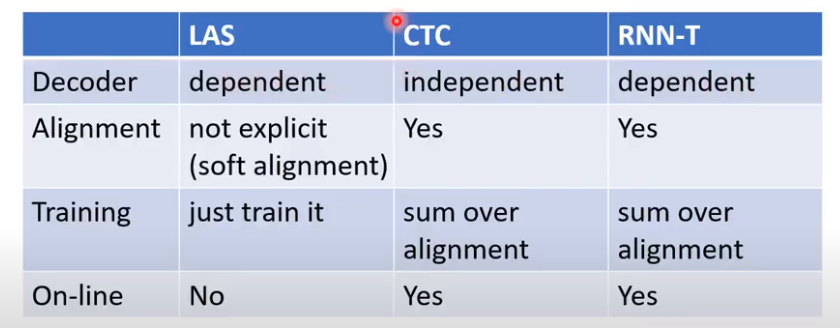 LAS CTC RNN-T
Decoder dependent independent dependent
Alignment not explicit Yes Yes
(soft alignment)
Training just train it sum over sum over
alignment alignment
On-line No Yes Yes